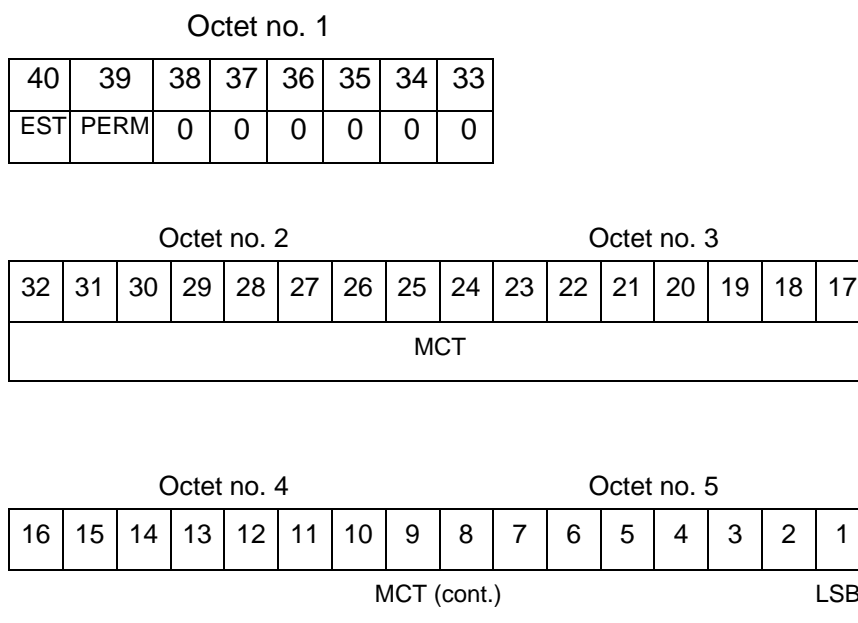 Octet no. 1
40 39 38 37 36 35 34 33
EST PERM 0 0 0 0 0 0
Octet no. 2 Octet no. 3
32 31 30 29 28 27 26 25 24 23 22 21 20 19 18 17
MCT
Octet no. 4 Octet no. 5
16 15 14 13 12 11 10 9 8 7 6 5 4 3 2 1
MCT (cont.) LSB